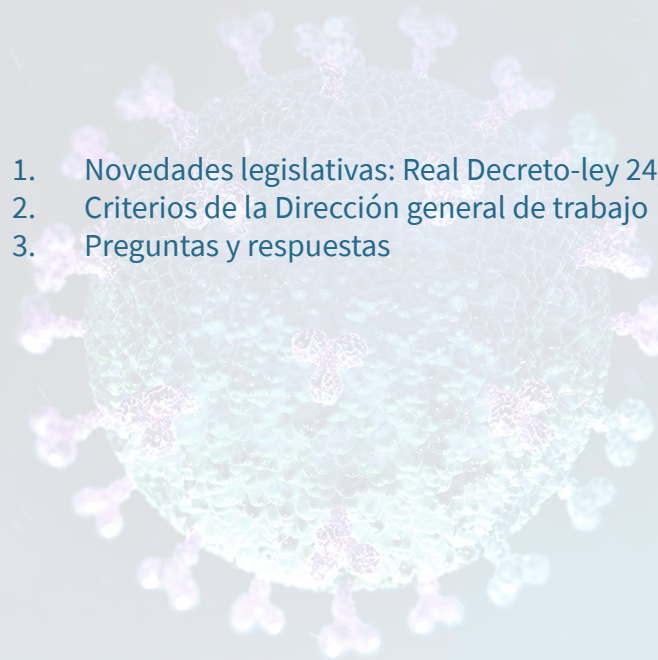 1. Novedades legislativas: Real Decreto-ley 24
2. Criterios de la Dirección general de trabajo
3. Preguntas y respuestas